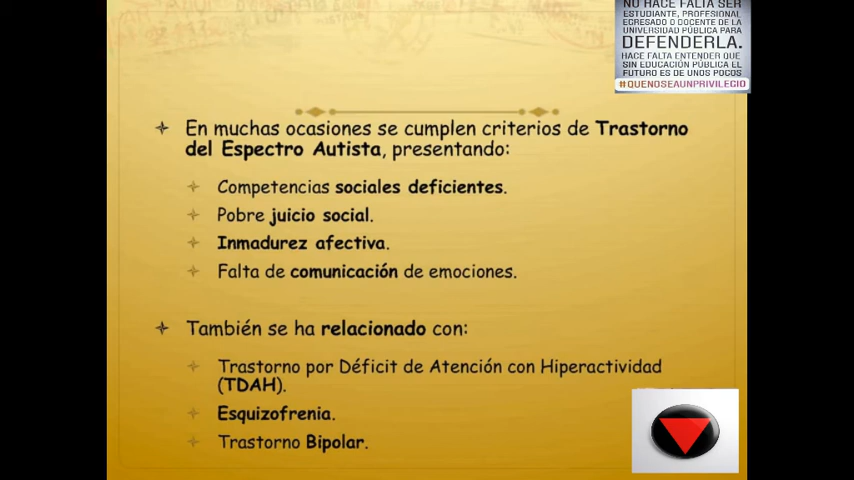 NO HACE FALTA SER
ESTUDIANTE, PROFESIONAL
EGRESADO O DOCENTE DE LA
UNIVERSIDAD PÚBLICA PARA
DEFENDERLA.
HACE FALTA ENTENDER QUE
SIN EDUCACIÓN PÚBLICA EL
FUTURO ES DE UNOS POCOS
#QUENOSEAUNPRIVILEGIO
En muchas ocasiones se cumplen criterios de Trastorno
del Espectro Autista, presentando:
Competencias sociales deficientes.
Pobre juicio social.
Inmadurez afectiva.
Falta de comunicación de emociones.
También se ha relacionado con:
Trastorno por Déficit de Atención con Hiperactividad
(TDAH).
Esquizofrenia.
Trastorno Bipolar.